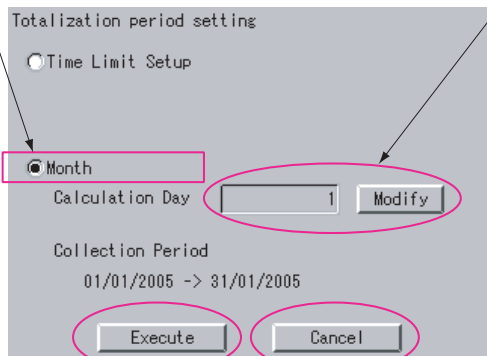 Totalization period setting
Time Limit Setup
Month
Calculation Day 1 Modify
Collection Period
01/01/2005 -> 31/01/2005
Execute Cancel